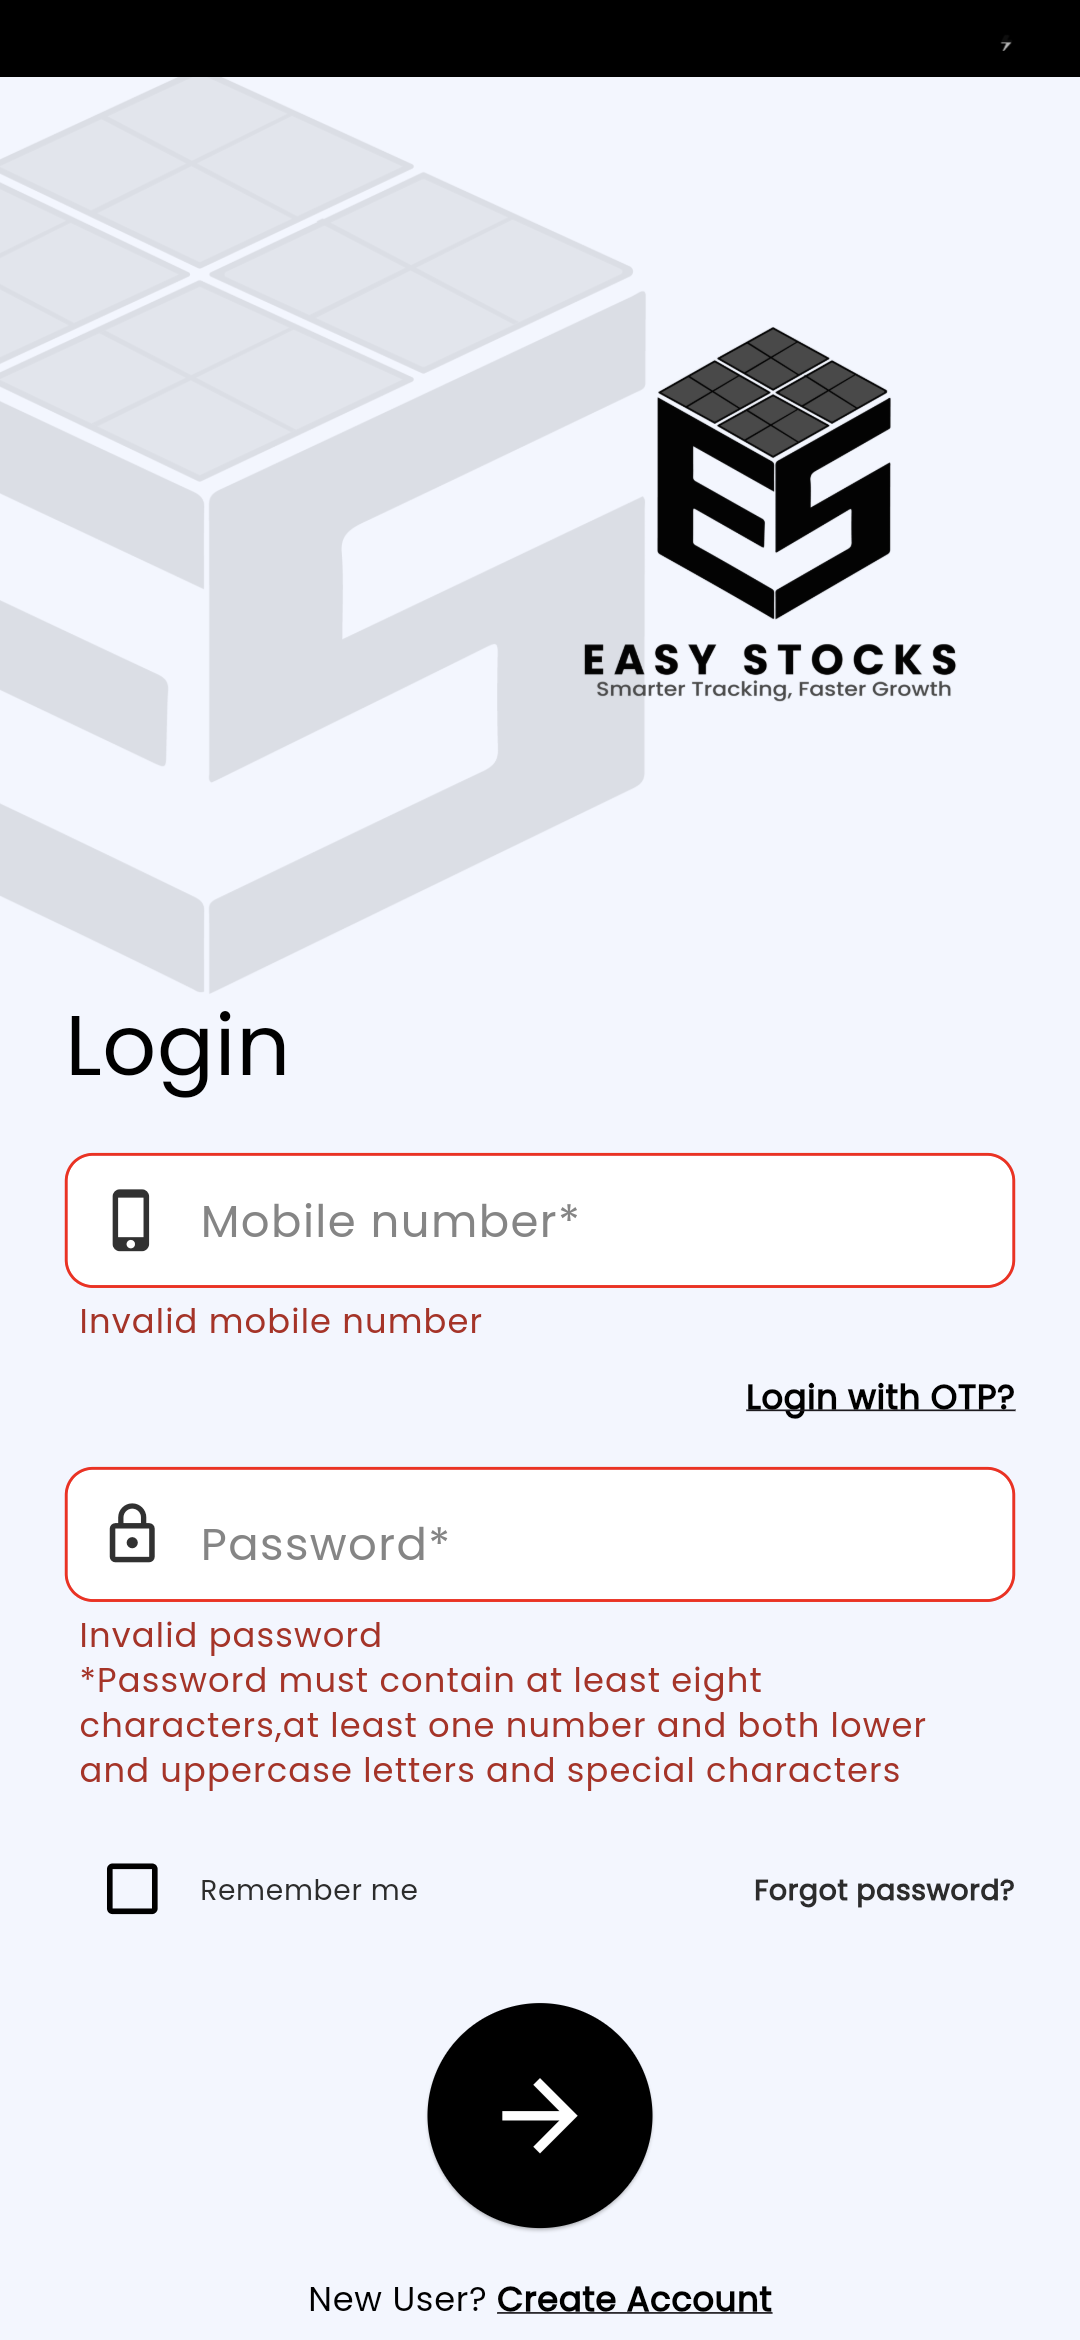 EASY STOCKS
Smarter Tracking, Faster Growth
Login
Mobile number*
Invalid mobile number
Login with OTP?
Password*
Invalid password
*Password must contain at least eight
characters,at least one number and both lower
and uppercase letters and special characters
Remember me
Forgot password?
New User? Create Account